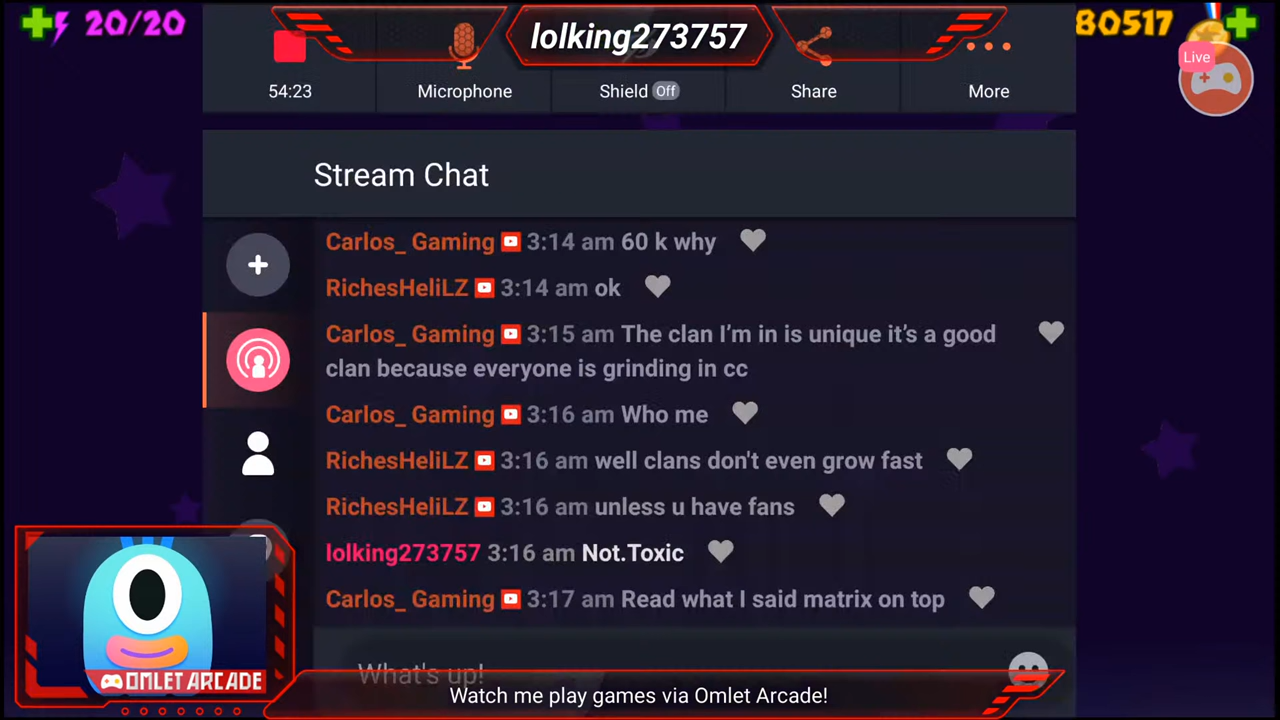 20/20
lolking273757
80517
Live
54:23
Microphone
Shield Off
Share
More
Stream Chat
Carlos_ Gaming 3:14 am 60 k why
RichesHeliLZ 3:14 am ok
Carlos_ Gaming 3:15 am The clan I’m in is unique it’s a good
clan because everyone is grinding in cc
Carlos_ Gaming 3:16 am Who me
RichesHeliLZ 3:16 am well clans don't even grow fast
RichesHeliLZ 3:16 am unless u have fans
lolking273757 3:16 am Not.Toxic
Carlos_ Gaming 3:17 am Read what I said matrix on top
What's up!
OMLET ARCADE
Watch me play games via Omlet Arcade!